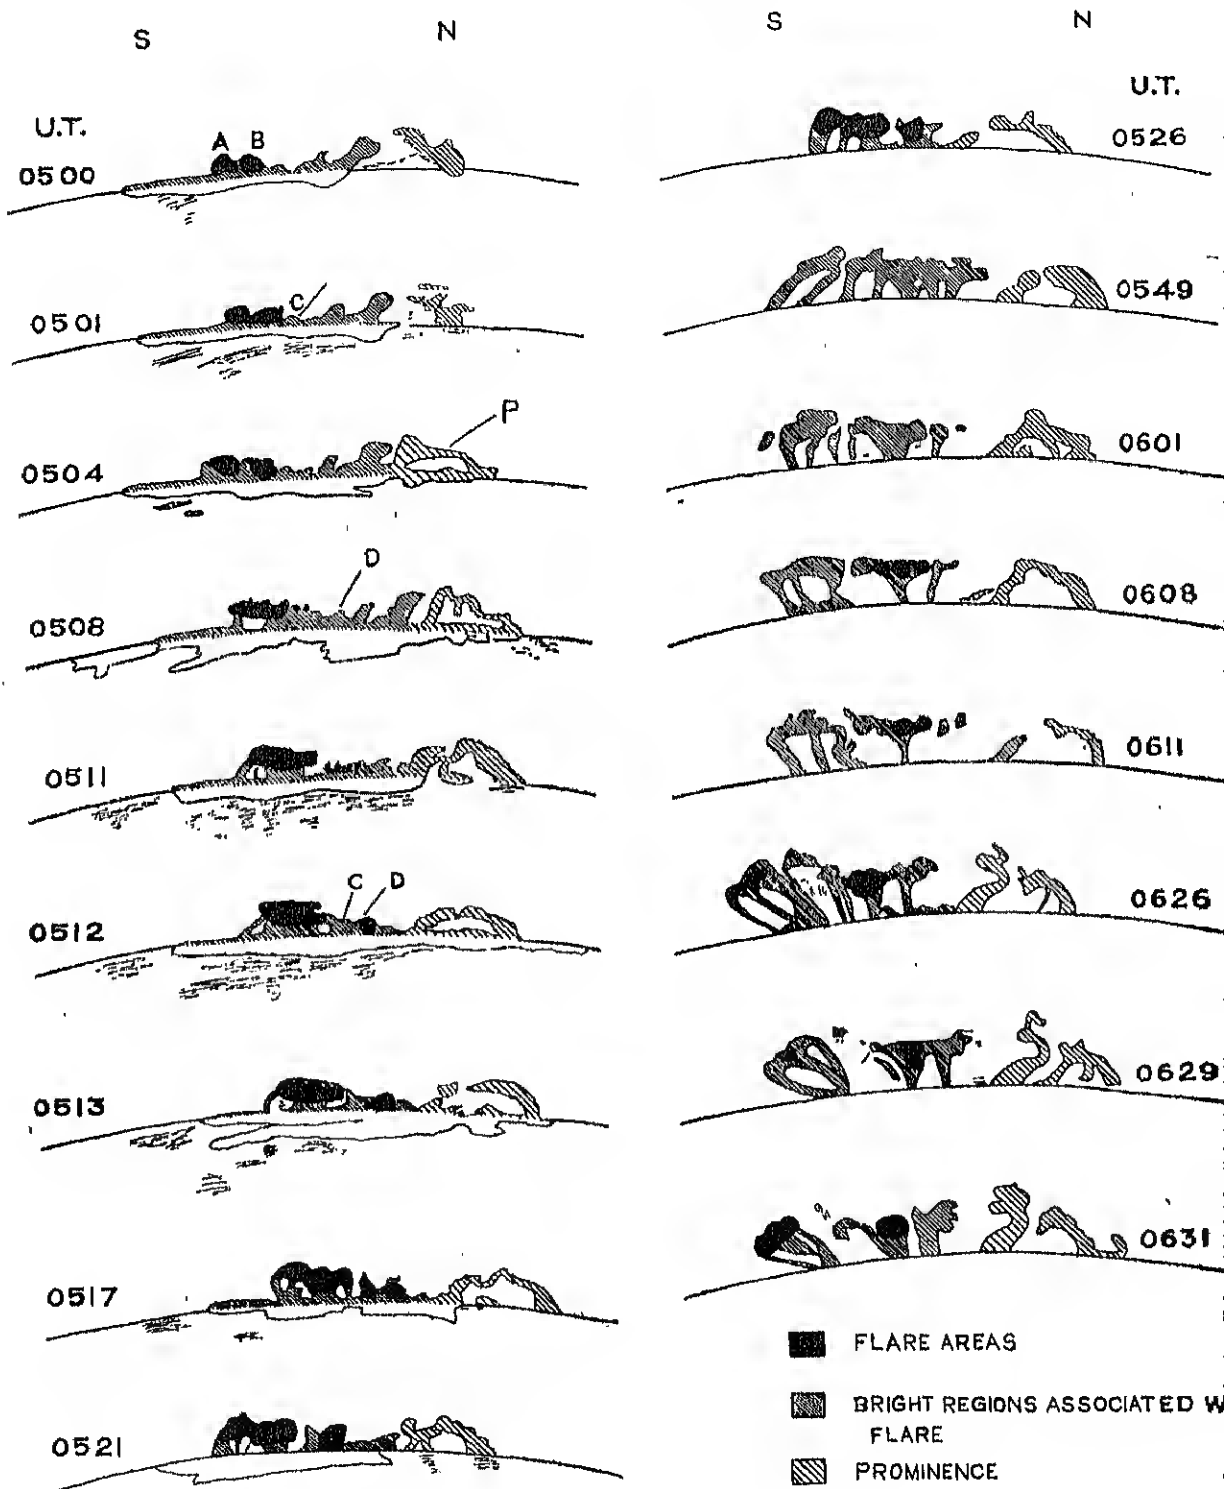 S N
U.T.
A B
0500
C
0501
P
0504
D
0508
0511
C D
0512
0513
0517
0521
S N
U.T.
0526
0549
0601
0608
0611
0626
0629
0631
FLARE AREAS
BRIGHT REGIONS ASSOCIATED W
FLARE
PROMINENCE